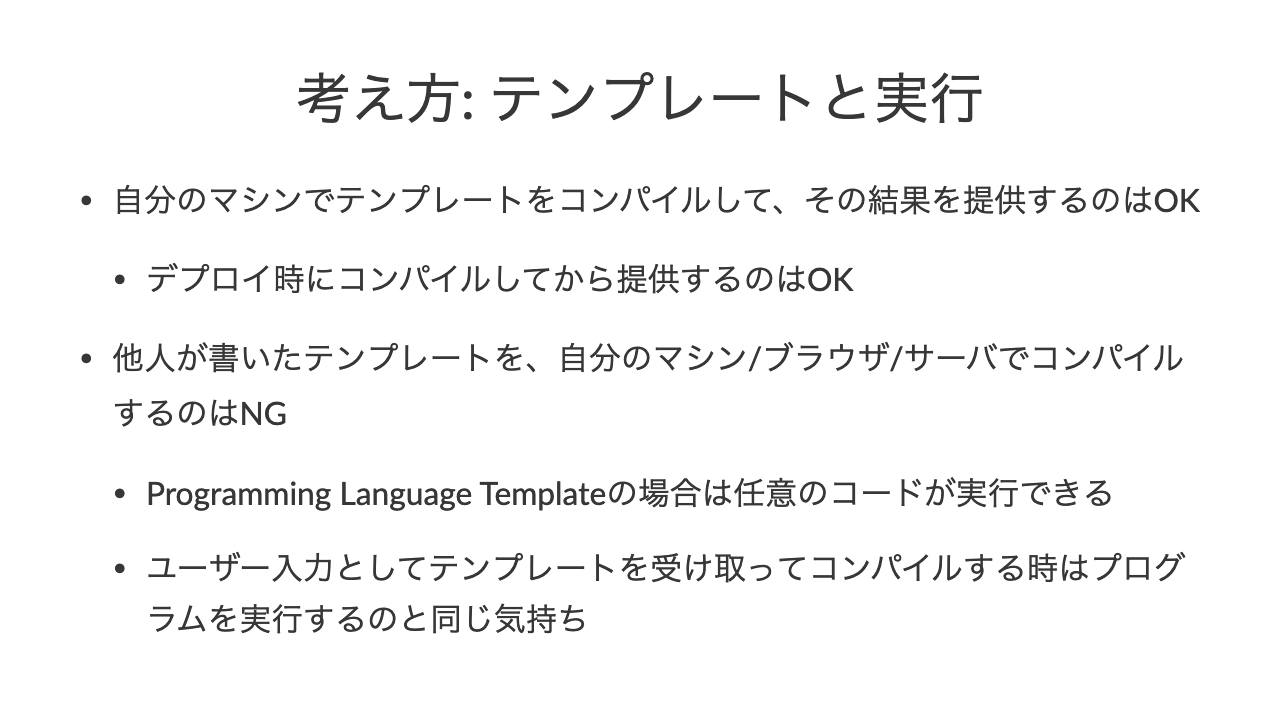 考え方: テンプレートと実行
• 自分のマシンでテンプレートをコンパイルして、その結果を提供するのはOK
• デプロイ時にコンパイルしてから提供するのはOK
• 他人が書いたテンプレートを、自分のマシン/ブラウザ/サーバでコンパイル
するのはNG
• Programming Language Templateの場合は任意のコードが実行できる
• ユーザー入力としてテンプレートを受け取ってコンパイルする時はプログ
ラムを実行するのと同じ気持ち